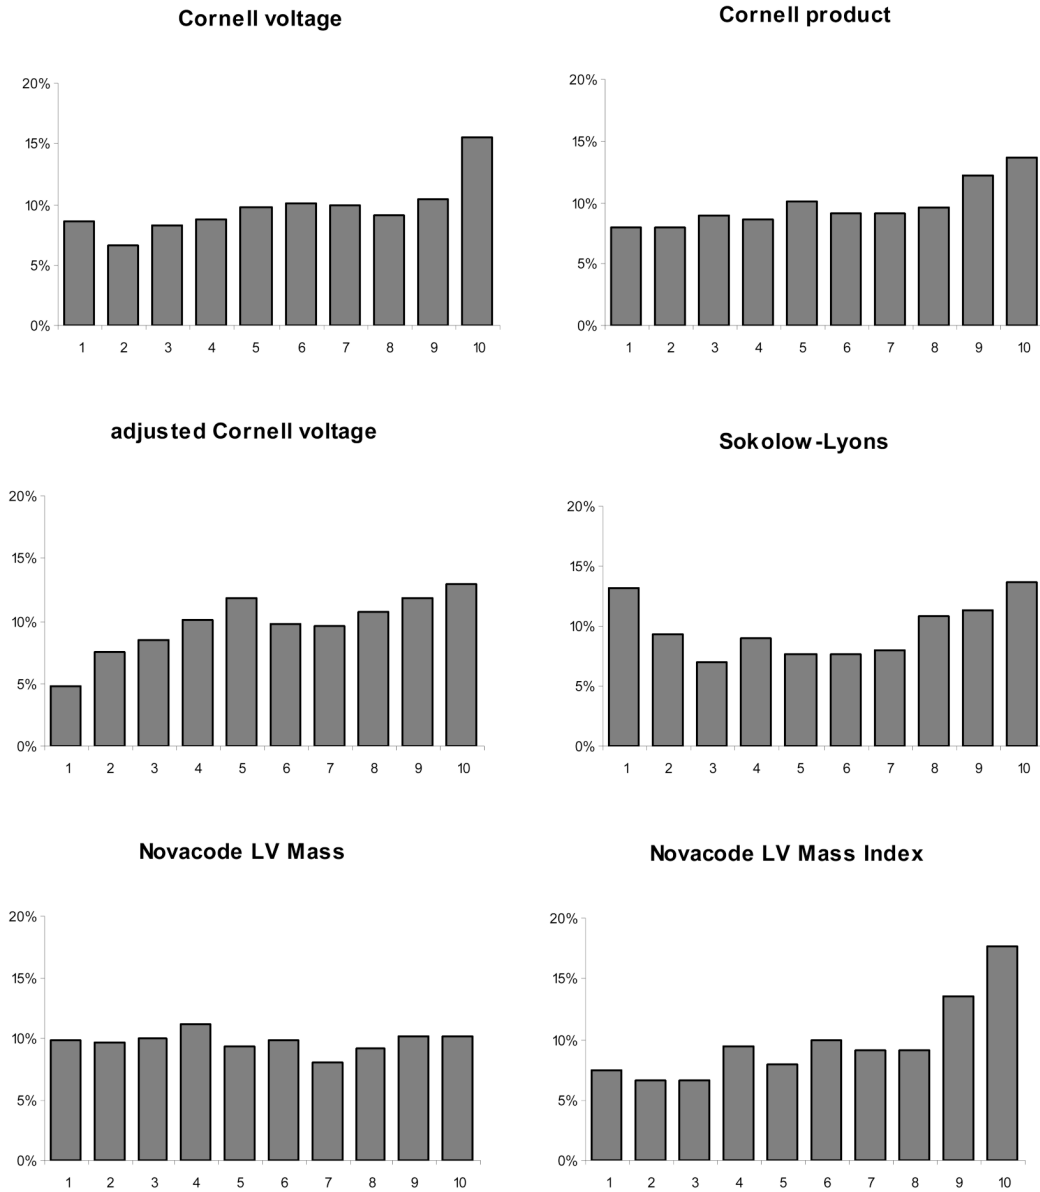 Cornell voltage
20%
15%
10%
5%
0%
1 2 3 4 5 6 7 8 9 10
Cornell product
20%
15%
10%
5%
0%
1 2 3 4 5 6 7 8 9 10
adjusted Cornell voltage
20%
15%
10%
5%
0%
1 2 3 4 5 6 7 8 9 10
Sokolow-Lyons
20%
15%
10%
5%
0%
1 2 3 4 5 6 7 8 9 10
Novacode LV Mass
20%
15%
10%
5%
0%
1 2 3 4 5 6 7 8 9 10
Novacode LV Mass Index
20%
15%
10%
5%
0%
1 2 3 4 5 6 7 8 9 10